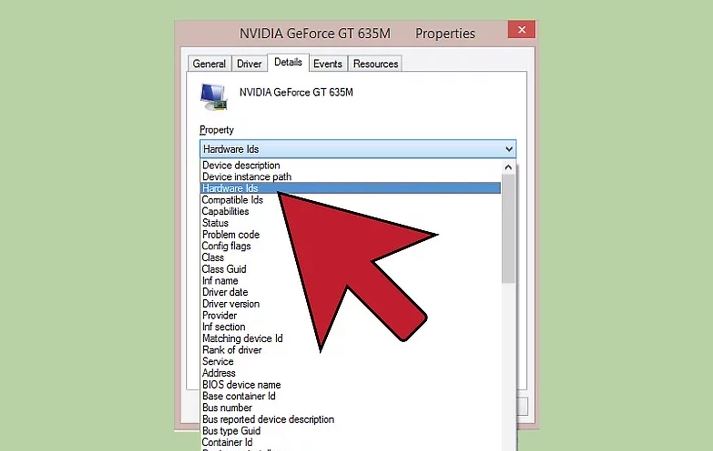 NVIDIA GeForce GT 635M Properties
General Driver Details Events Resources
NVIDIA GeForce GT 635M
Property
Hardware Ids
Device description
Device instance path
Hardware Ids
Compatible Ids
Capabilities
Status
Problem code
Config flags
Class
Class Guid
Inf name
Driver date
Driver version
Provider
Inf section
Matching device Id
Rank of driver
Service
Address
BIOS device name
Base container Id
Bus number
Bus reported device description
Bus type Guid
Container Id